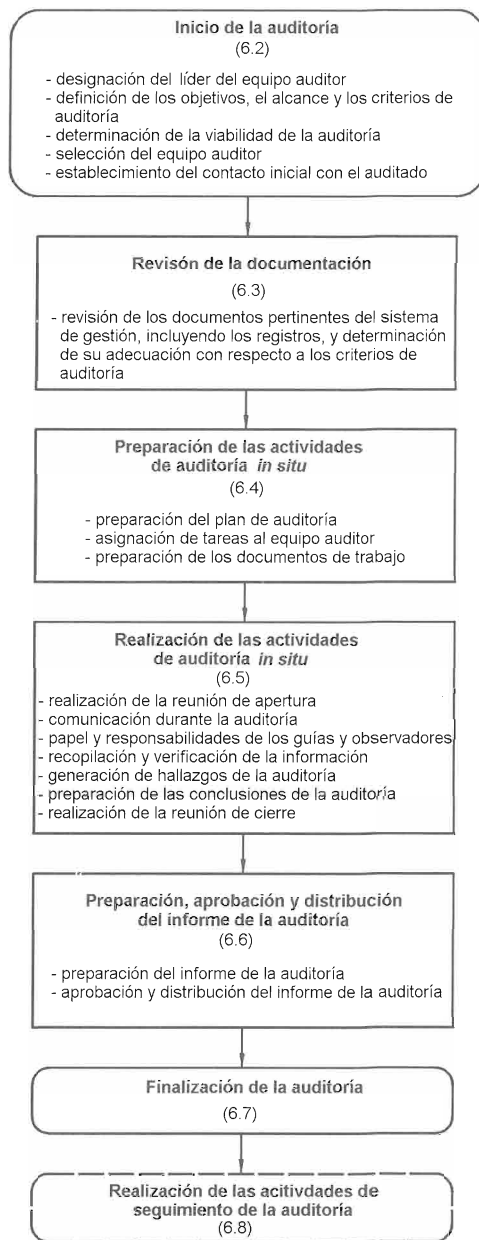 Inicio de la auditoría
(6.2)
- designación del líder del equipo auditor
- definición de los objetivos, el alcance y los criterios de
auditoría
- determinación de la viabilidad de la auditoría
- selección del equipo auditor
- establecimiento del contacto inicial con el auditado
Revisón de la documentación
(6.3)
- revisión de los documentos pertinentes del sistema
de gestión, incluyendo los registros, y determinación
de su adecuación con respecto a los criterios de
auditoría
Preparación de las actividades
de auditoría in situ
(6.4)
- preparación del plan de auditoría
- asignación de tareas al equipo auditor
- preparación de los documentos de trabajo
Realización de las actividades
de auditoría in situ
(6.5)
- realización de la reunión de apertura
- comunicación durante la auditoría
- papel y responsabilidades de los guías y observadores
- recopilación y verificación de la información
- generación de hallazgos de la auditoría
- preparación de las conclusiones de la auditoría
- realización de la reunión de cierre
Preparación, aprobación y distribución
del informe de la auditoría
(6.6)
- preparación del informe de la auditoría
- aprobación y distribución del informe de la auditoría
Finalización de la auditoría
(6.7)
Realización de las acitivdades de
seguimiento de la auditoría
(6.8)